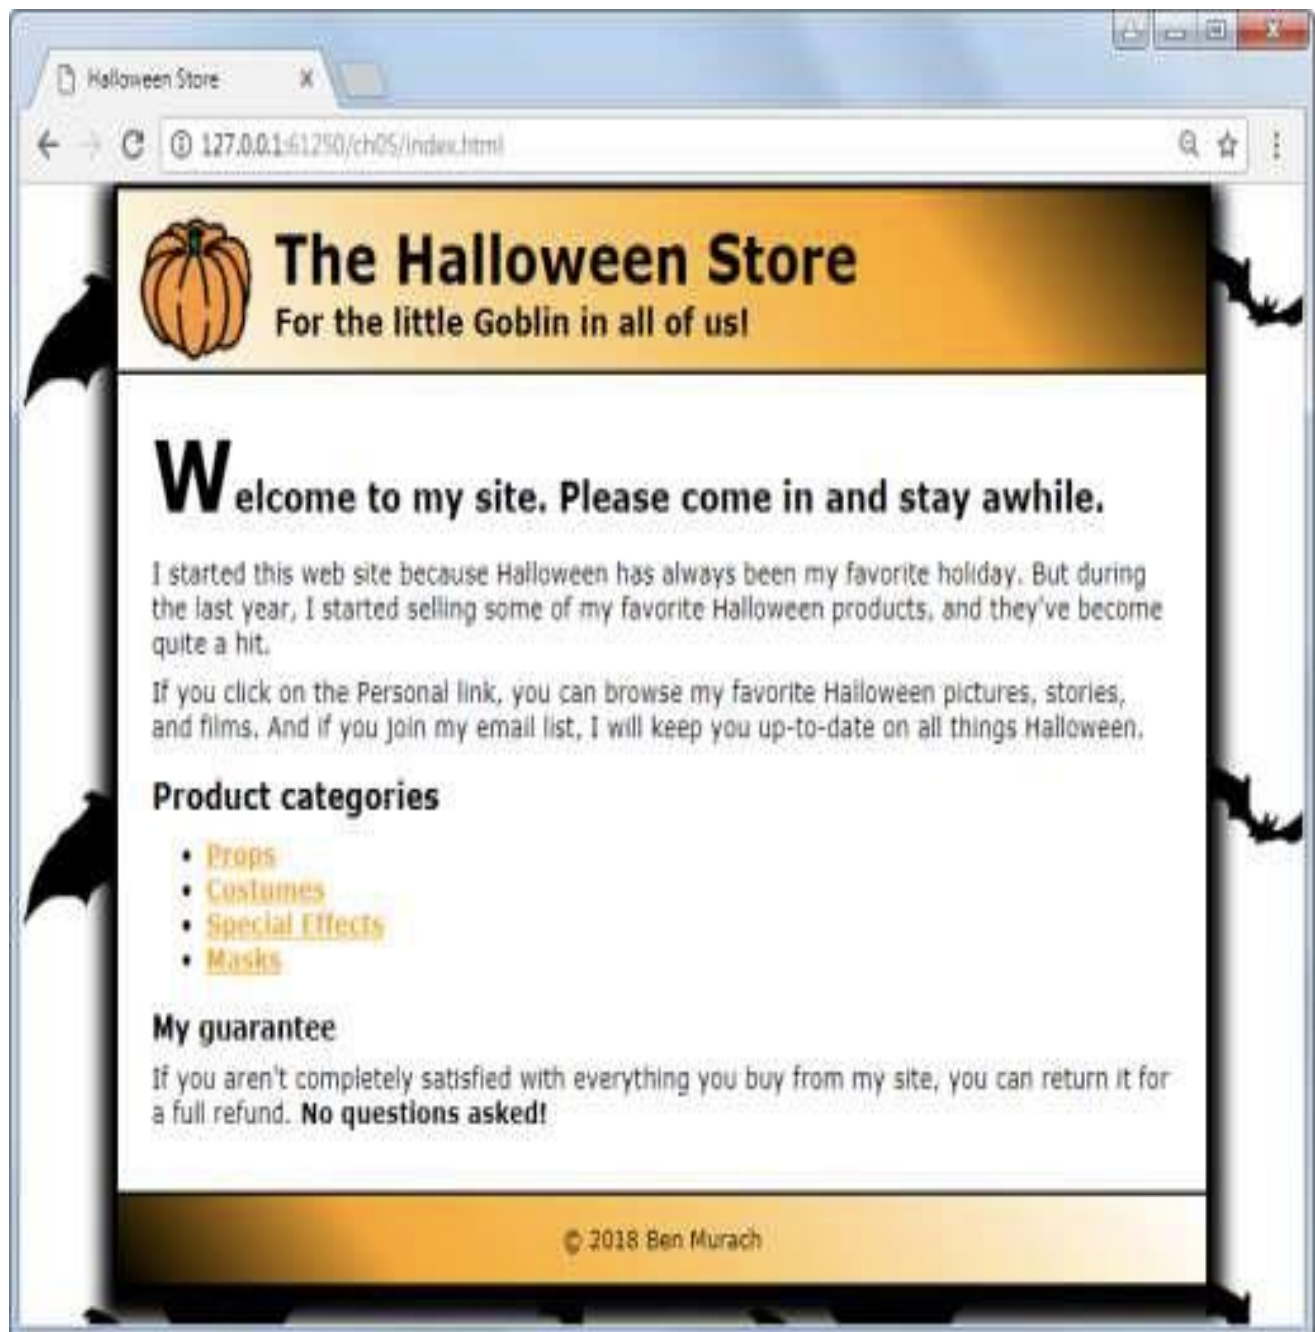 Halloween Store
127.0.0.1:61250/ch05/index.html
The Halloween Store
For the little Goblin in all of us!
Welcome to my site. Please come in and stay awhile.
I started this web site because Halloween has always been my favorite holiday. But during
the last year, I started selling some of my favorite Halloween products, and they've become
quite a hit.
If you click on the Personal link, you can browse my favorite Halloween pictures, stories,
and films. And if you join my email list, I will keep you up-to-date on all things Halloween.
Product categories
• Props
• Costumes
• Special Effects
• Masks
My guarantee
If you aren't completely satisfied with everything you buy from my site, you can return it for
a full refund. No questions asked!
© 2018 Ben Murach